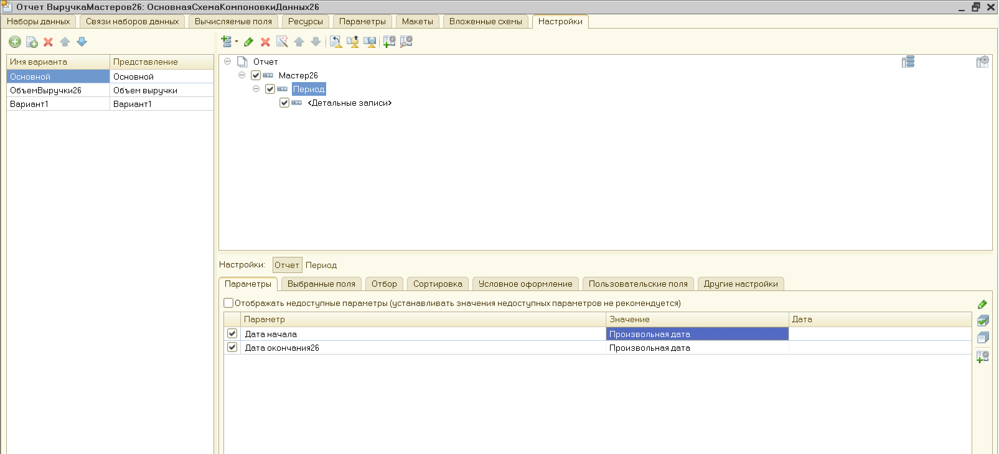 Отчет ВыручкаМастеров26: ОсновнаяСхемаКомпоновкиДанных26
Наборы данных Связи наборов данных Вычисляемые поля Ресурсы Параметры Макеты Вложенные схемы Настройки
Имя варианта Представление
Основной Основной
ОбъемВыручки26 Объем выручки
Вариант1 Вариант1
Отчет
Мастер26
Период
<Детальные записи>
Настройки: Отчет Период
Параметры Выбранные поля Отбор Сортировка Условное оформление Пользовательские поля Другие настройки
Отображать недоступные параметры (устанавливать значения недоступных параметров не рекомендуется)
Параметр Значение Дата
Дата начала Произвольная дата
Дата окончания26 Произвольная дата